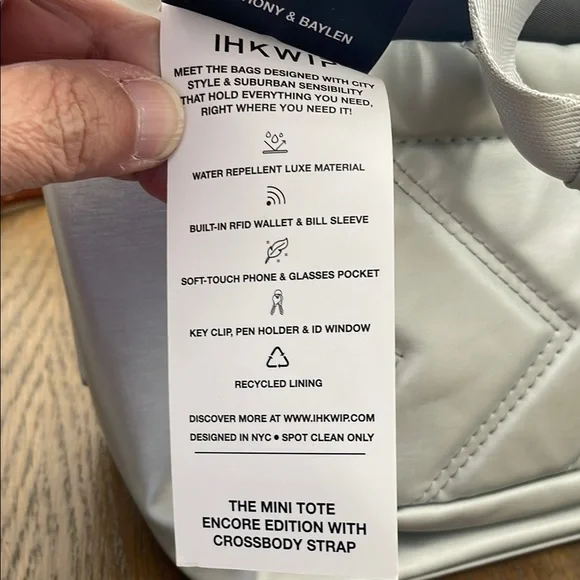 & BAYLEN
IHKWIP
MEET THE BAGS DESIGNED WITH CITY
STYLE & SUBURBAN SENSIBILITY
THAT HOLD EVERYTHING YOU NEED,
RIGHT WHERE YOU NEED IT!
WATER REPELLENT LUXE MATERIAL
BUILT-IN RFID WALLET & BILL SLEEVE
SOFT-TOUCH PHONE & GLASSES POCKET
KEY CLIP, PEN HOLDER & ID WINDOW
RECYCLED LINING
DISCOVER MORE AT WWW.IHKWIP.COM
DESIGNED IN NYC ● SPOT CLEAN ONLY
THE MINI TOTE
ENCORE EDITION WITH
CROSSBODY STRAP